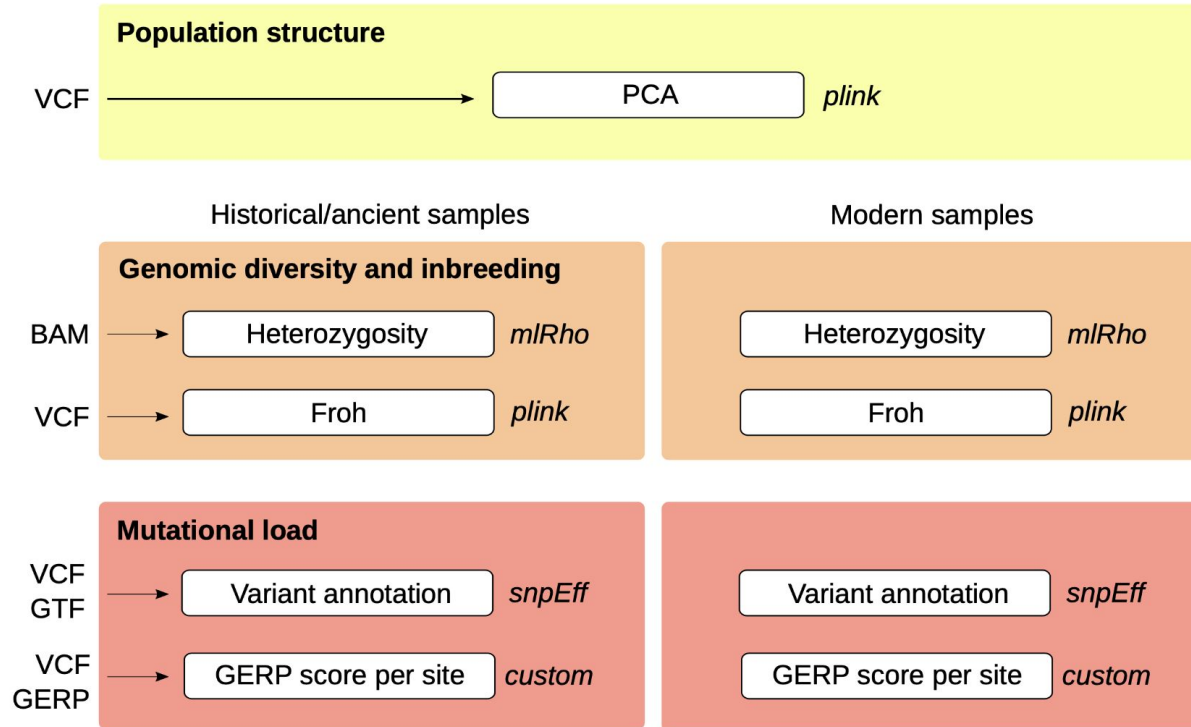 Population structure
VCF PCA plink
Historical/ancient samples Modern samples
Genomic diversity and inbreeding
BAM Heterozygosity mlRho Heterozygosity mlRho
VCF Froh plink Froh plink
Mutational load
VCF
GTF Variant annotation snpEff Variant annotation snpEff
VCF
GERP GERP score per site custom GERP score per site custom